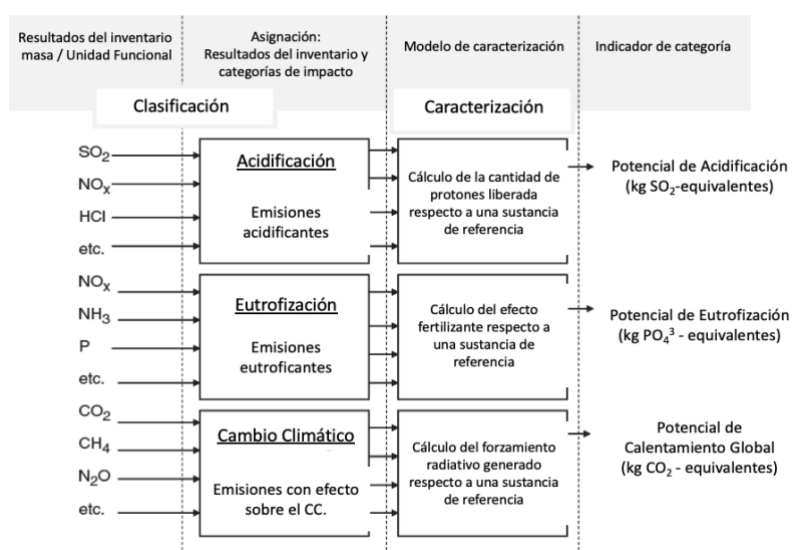 Resultados del inventario
masa / Unidad Funcional
Asignación:
Resultados del inventario y
categorías de impacto
Modelo de caracterización
Indicador de categoría
Clasificación
Caracterización
SO₂
NOₓ
HCl
etc.
Acidificación
Emisiones
acidificantes
Cálculo de la cantidad de
protones liberada
respecto a una sustancia
de referencia
Potencial de Acidificación
(kg SO₂-equivalentes)
NOₓ
NH₃
P
etc.
Eutrofización
Emisiones
eutroficantes
Cálculo del efecto
fertilizante respecto a
una sustancia de
referencia
Potencial de Eutrofización
(kg PO₄³ - equivalentes)
CO₂
CH₄
N₂O
etc.
Cambio Climático
Emisiones con efecto
sobre el CC.
Cálculo del forzamiento
radiativo generado
respecto a una sustancia
de referencia
Potencial de
Calentamiento Global
(kg CO₂ - equivalentes)